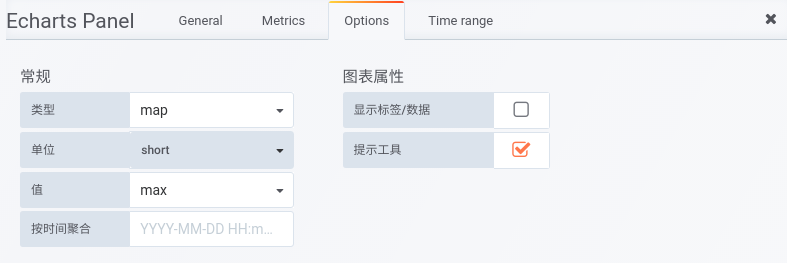 Echarts Panel General Metrics Options Time range
常规
类型 map
单位 short
值 max
按时间聚合 YYYY-MM-DD HH:m...
图表属性
显示标签/数据
提示工具